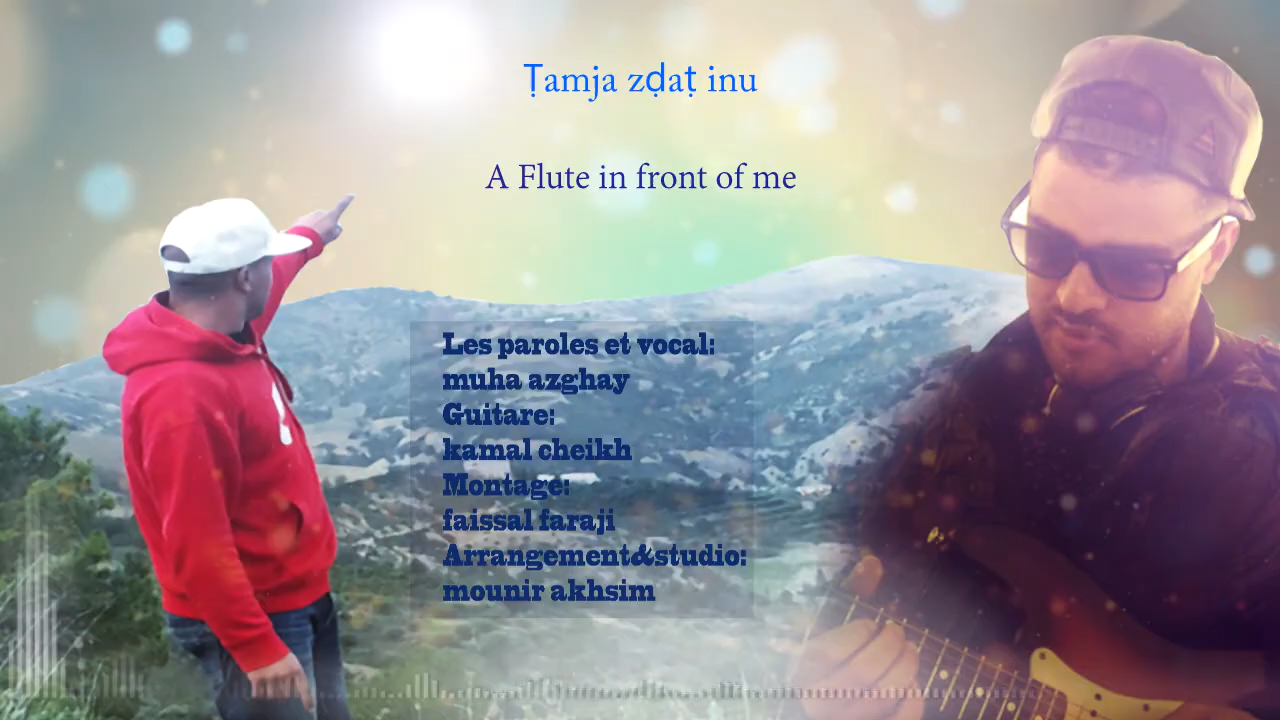 Ṭamja zḍaṭ inu
A Flute in front of me
Les paroles et vocal:
muha azghay
Guitare:
kamal cheikh
Montage:
faissal faraji
Arrangement&studio:
mounir akhsim